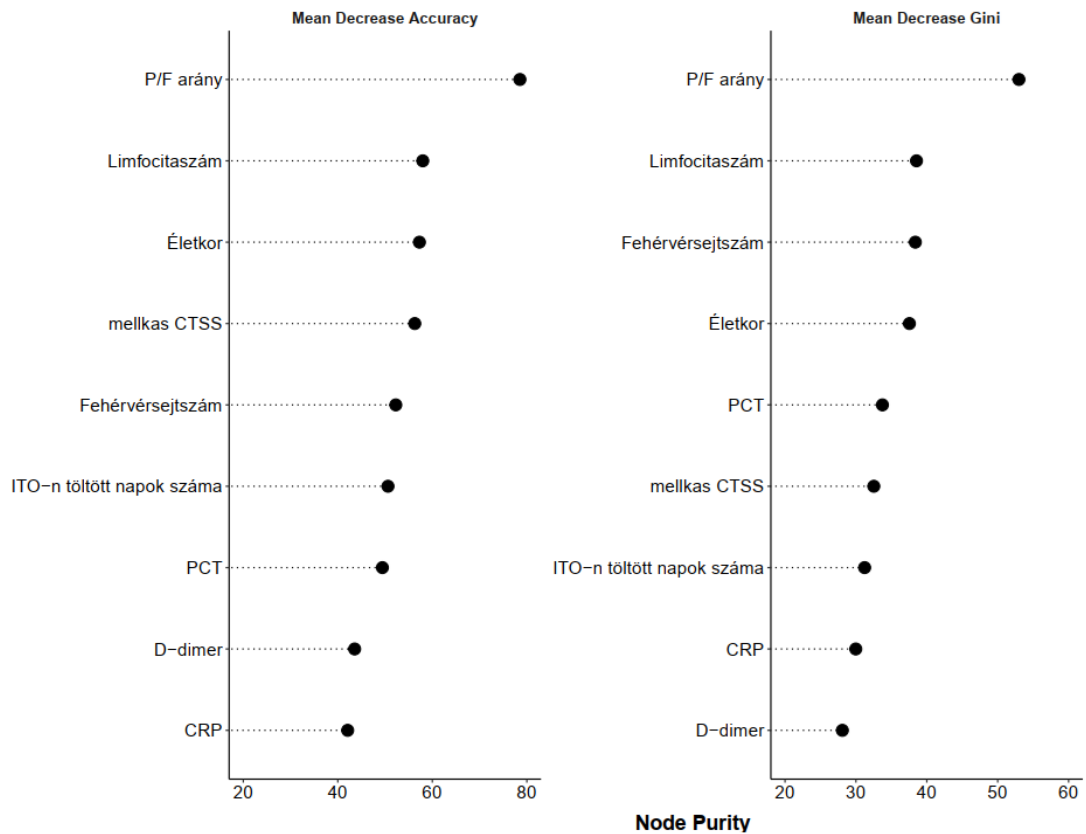 Mean Decrease Accuracy
P/F arány
Limfocitaszám
Életkor
mellkas CTSS
Fehérvérsejtszám
ITO−n töltött napok száma
PCT
D−dimer
CRP
20 40 60 80
Mean Decrease Gini
P/F arány
Limfocitaszám
Fehérvérsejtszám
Életkor
PCT
mellkas CTSS
ITO−n töltött napok száma
CRP
D−dimer
20 30 40 50 60
Node Purity